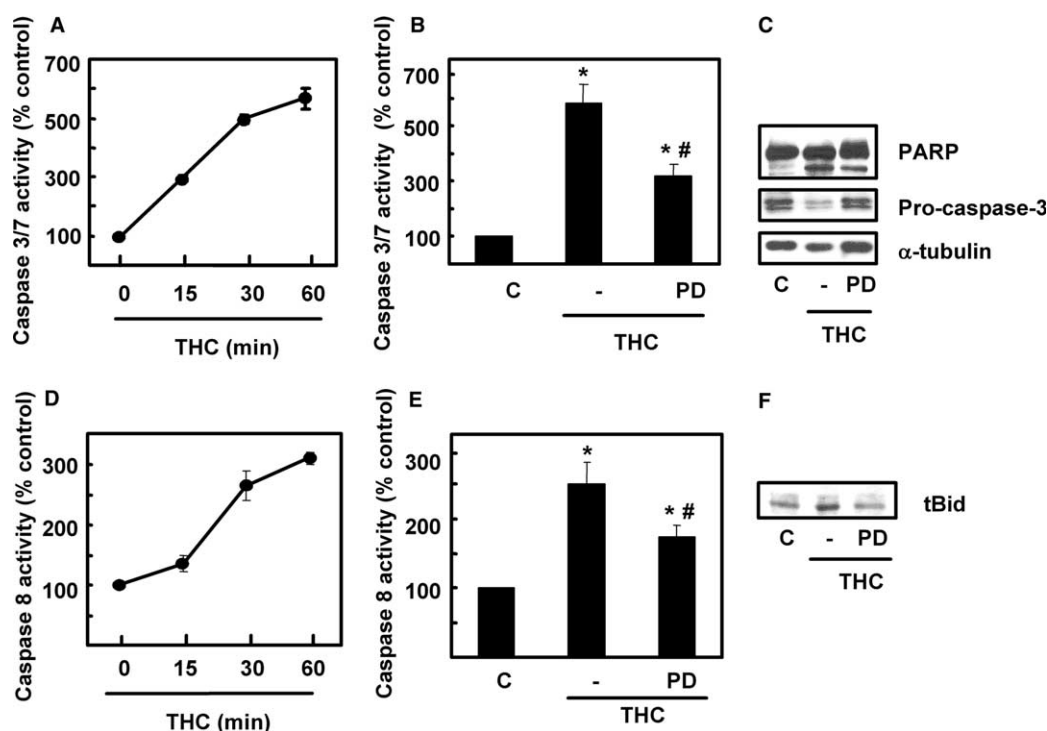 A
Caspase 3/7 activity (% control)
700
500
300
100
0 15 30 60
THC (min)
B
Caspase 3/7 activity (% control)
700
500
300
100
*
* #
C - PD
THC
C
PARP
Pro-caspase-3
α-tubulin
C - PD
THC
D
Caspase 8 activity (% control)
300
200
100
0 15 30 60
THC (min)
E
Caspase 8 activity (% control)
300
200
100
*
* #
C - PD
THC
F
tBid
C - PD
THC